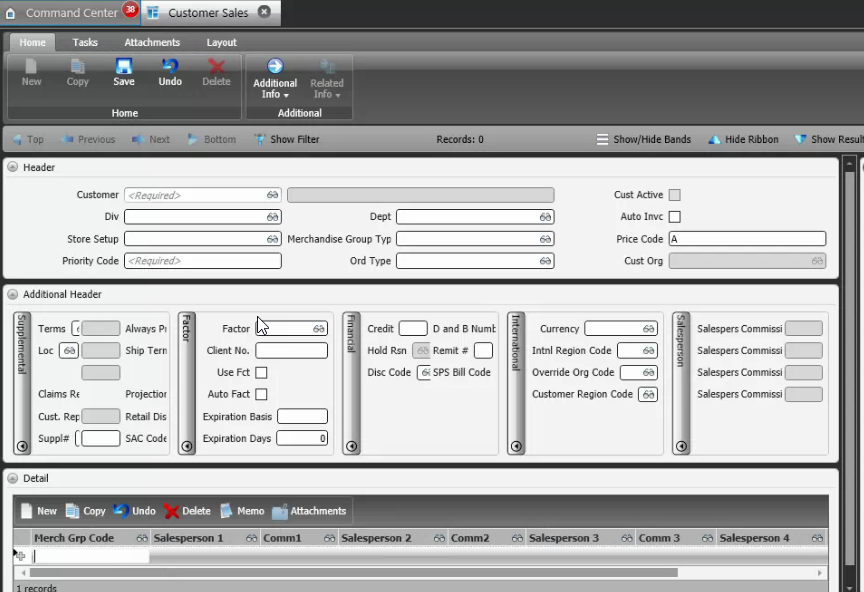 Command Center 38 Customer Sales
Home Tasks Attachments Layout
New Copy Save Undo Delete Additional Info Related Info
Home Additional
Top Previous Next Bottom Show Filter Records: 0 Show/Hide Bands Hide Ribbon Show Result
Header
Customer <Required> Cust Active
Div Dept Auto Invc
Store Setup Merchandise Group Typ Price Code A
Priority Code <Required> Ord Type Cust Org
Additional Header
Supplemental
Terms Always Pr
Loc Ship Tern
Claims Re Projection
Cust. Rep Retail Dis
Suppl# SAC Code
Factor
Factor
Client No.
Use Fct
Auto Fact
Expiration Basis
Expiration Days 0
Financial
Credit D and B Numb
Hold Rsn Remit #
Disc Code SPS Bill Code
International
Currency
Intnl Region Code
Override Org Code
Customer Region Code
Salesperson
Salespers Commissi
Salespers Commissi
Salespers Commissi
Salespers Commissi
Detail
New Copy Undo Delete Memo Attachments
Merch Grp Code Salesperson 1 Comm1 Salesperson 2 Comm2 Salesperson 3 Comm 3 Salesperson 4
1 records